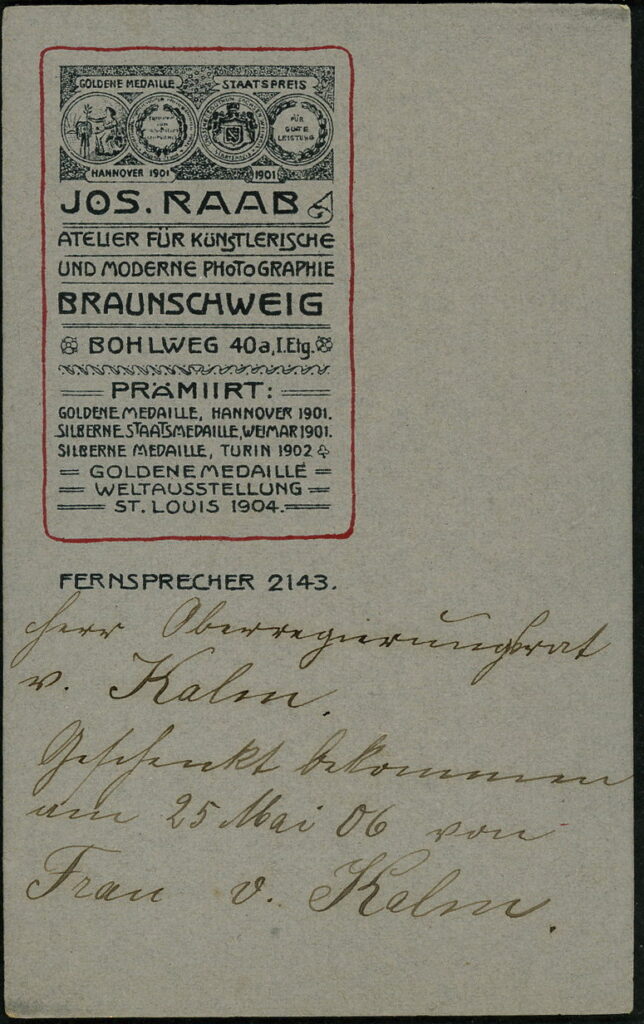 GOLDENE MEDAILLE STAATSPREIS
FÜR GUTE LEISTUNG
HANNOVER 1901 1901
JOS. RAAB
ATELIER FÜR KÜNSTLERISCHE
UND MODERNE PHOTOGRAPHIE
BRAUNSCHWEIG
BOHLWEG 40a, I. Etg.
PRÄMIIRT:
GOLDENE MEDAILLE, HANNOVER 1901.
SILBERNE STAATSMEDAILLE, WEIMAR 1901.
SILBERNE MEDAILLE, TURIN 1902
GOLDENE MEDAILLE
WELTAUSSTELLUNG
ST. LOUIS 1904.
FERNSPRECHER 2143.
Herr Oberregierungsrat
v. Kalm.
Geschenkt bekommen
am 25 Mai 06 von
Frau v. Kalm.